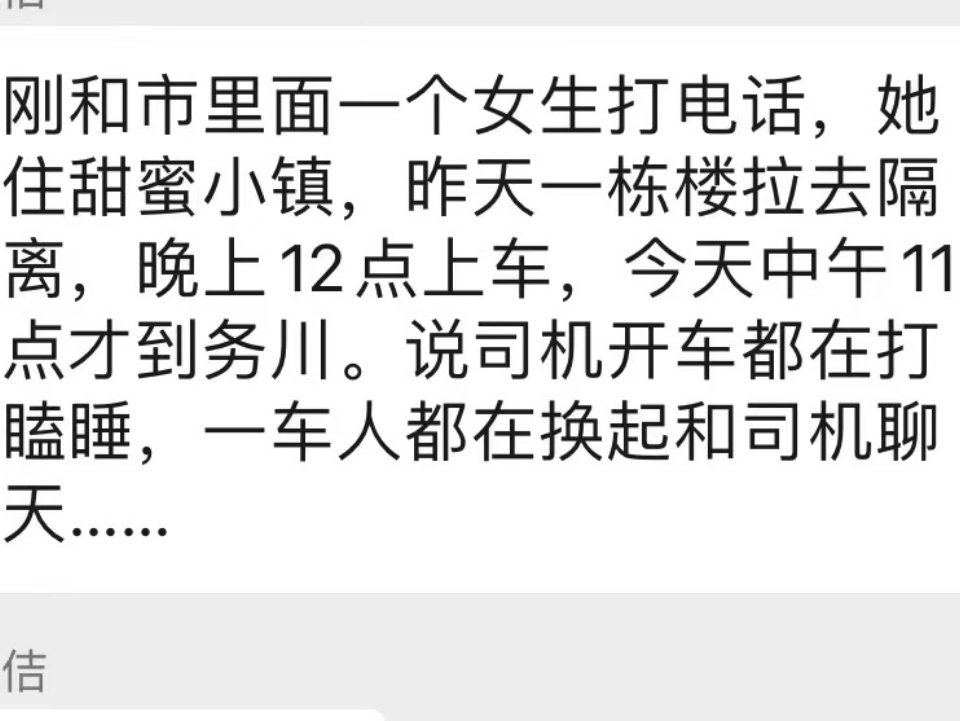 刚和市里面一个女生打电话，她
住甜蜜小镇，昨天一栋楼拉去隔
离，晚上12点上车，今天中午11
点才到务川。说司机开车都在打
瞌睡，一车人都在换起和司机聊
天……
佶